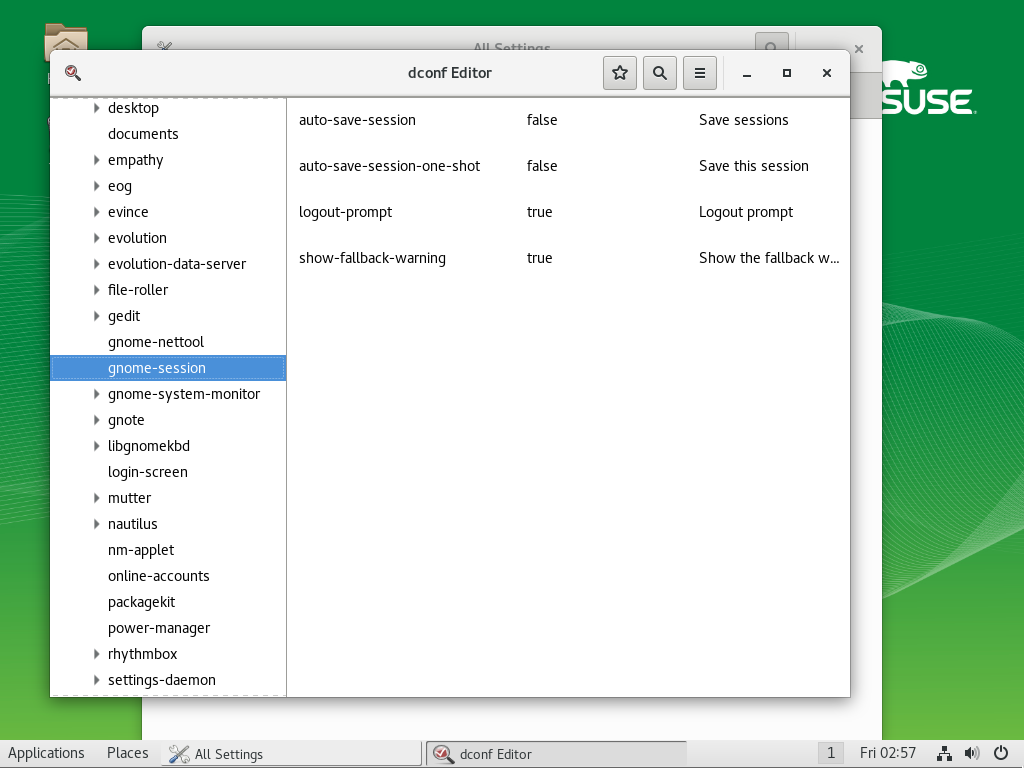 All Settings
dconf Editor
SUSE
desktop
documents
empathy
eog
evince
evolution
evolution-data-server
file-roller
gedit
gnome-nettool
gnome-session
gnome-system-monitor
gnote
libgnomekbd
login-screen
mutter
nautilus
nm-applet
online-accounts
packagekit
power-manager
rhythmbox
settings-daemon
auto-save-session false Save sessions
auto-save-session-one-shot false Save this session
logout-prompt true Logout prompt
show-fallback-warning true Show the fallback w...
Applications Places All Settings dconf Editor 1 Fri 02:57